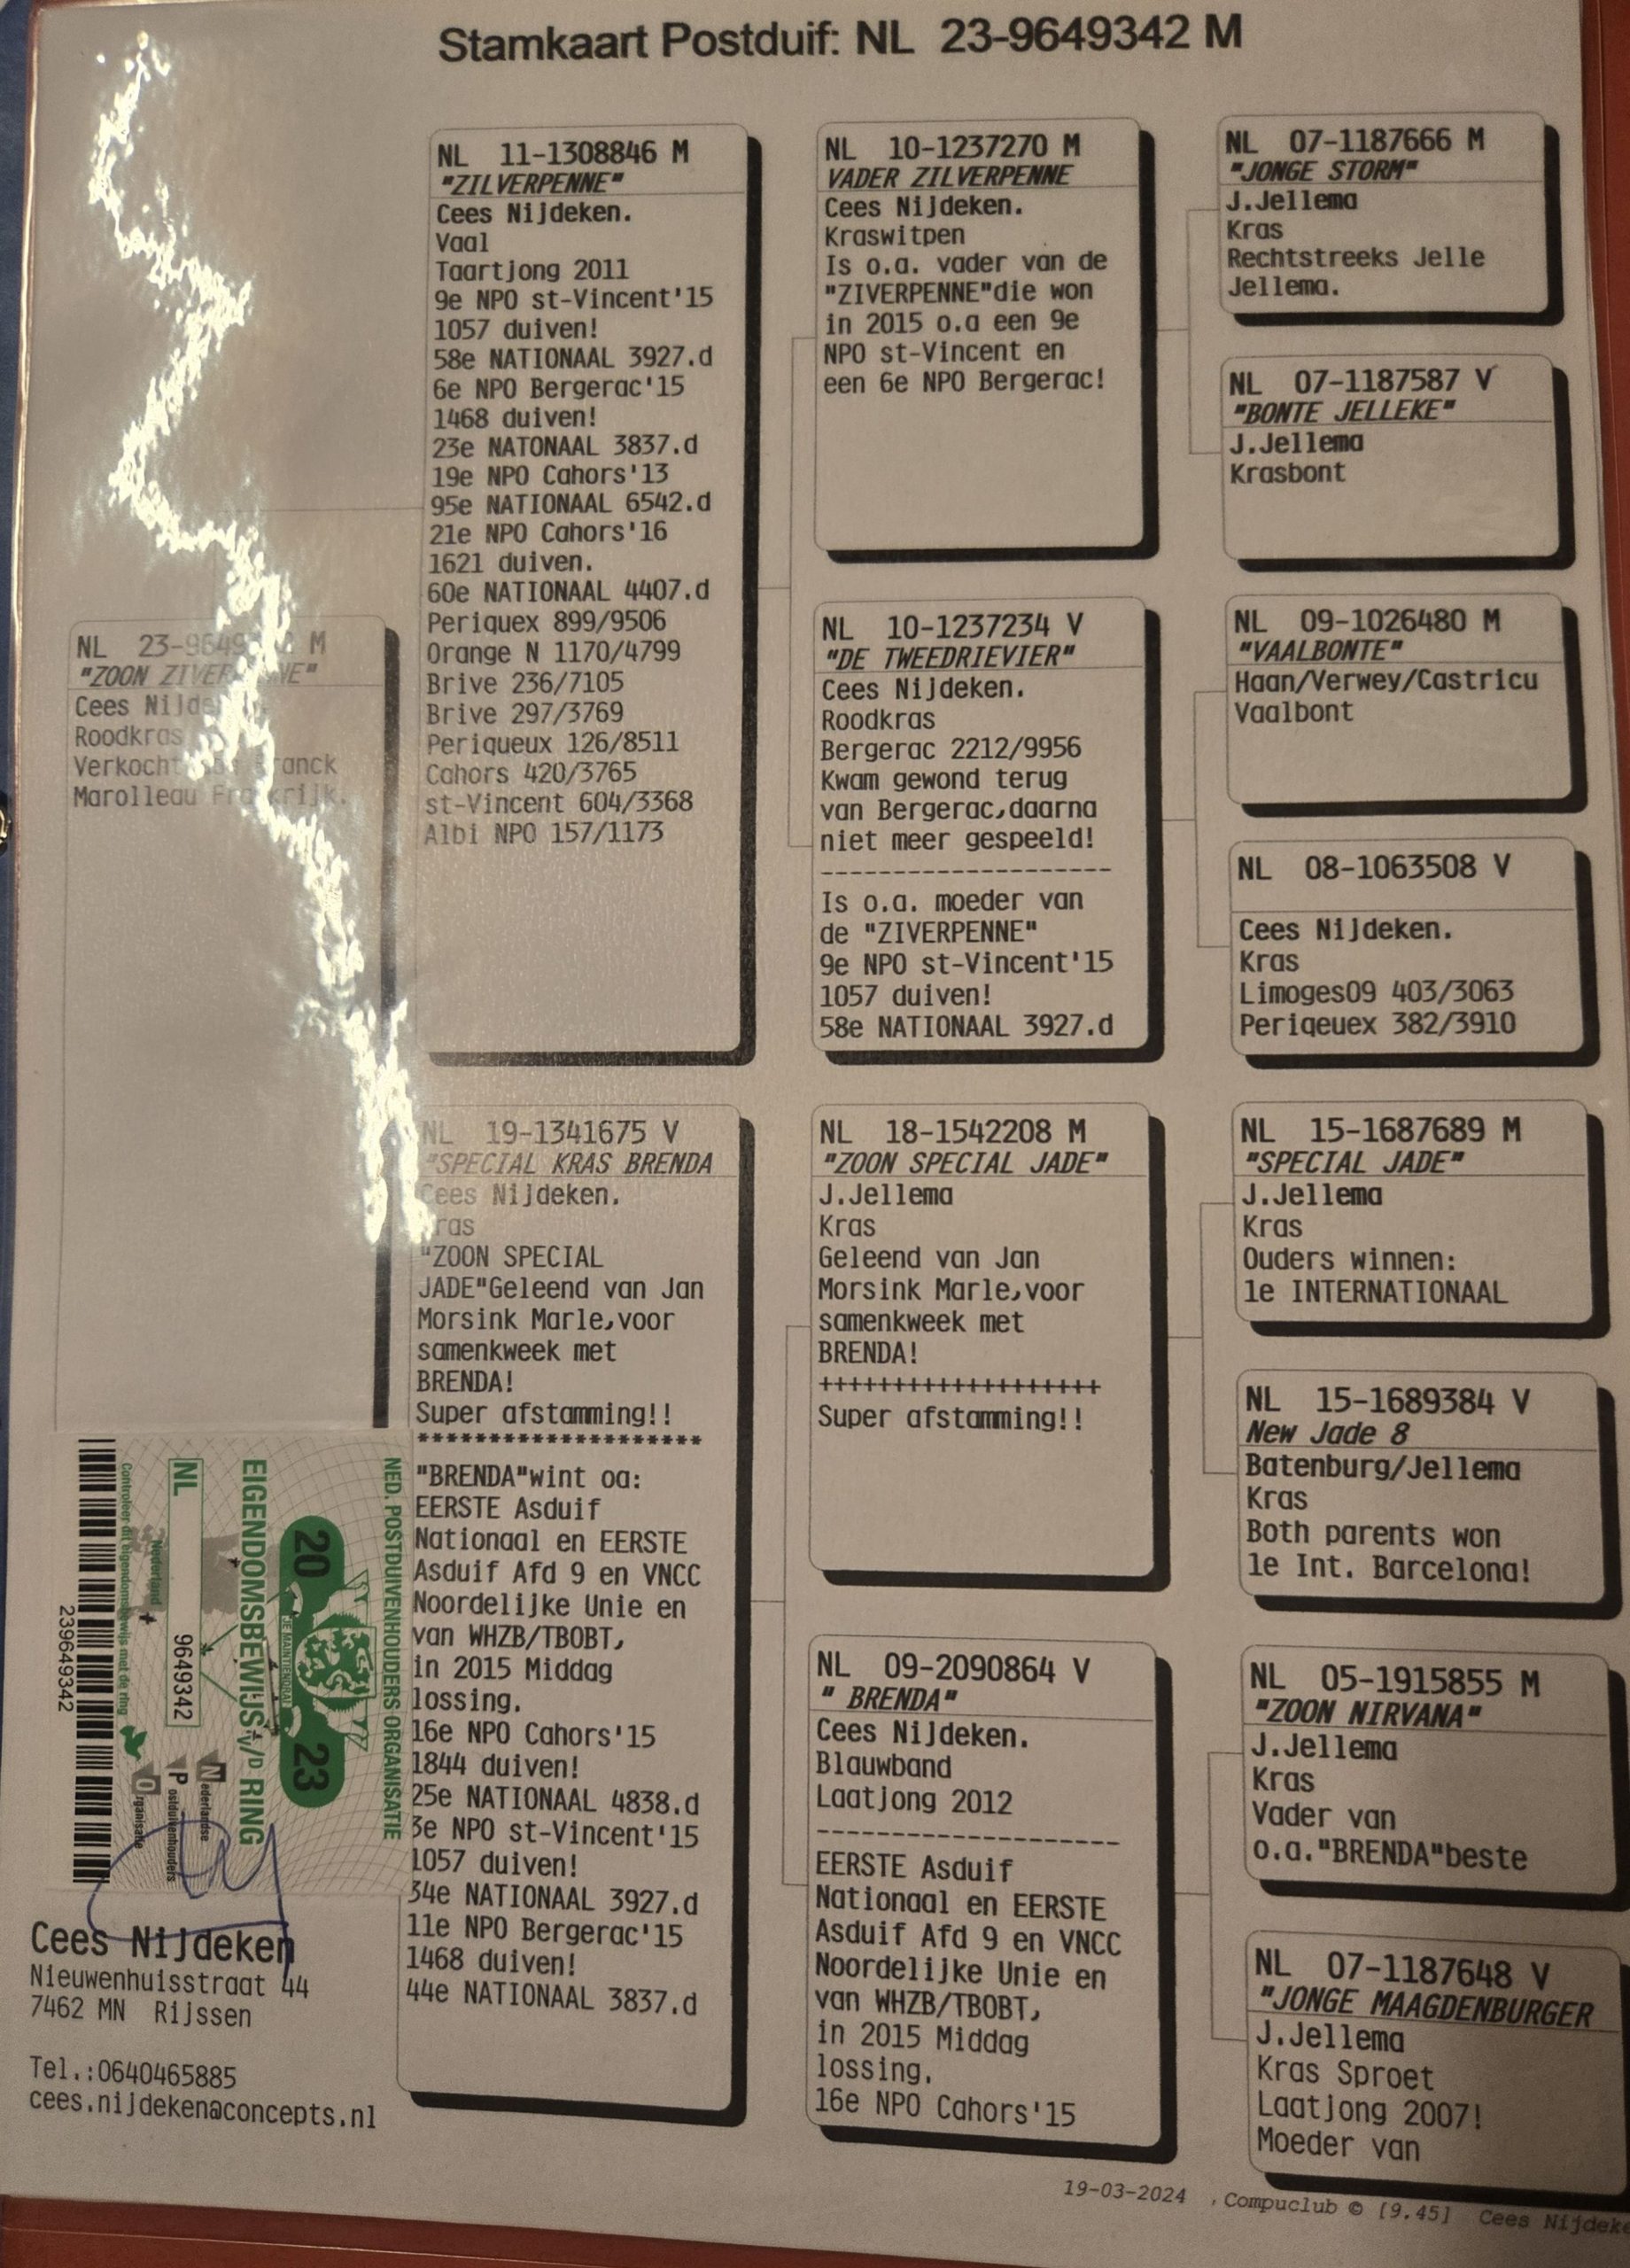 Stamkaart Postduif: NL 23-9649342 M
NL 23-9649 M
"ZOON
Cees
Roodkras
Verkocht
Marolleau
NL 11-1308846 M
"ZILVERPENNE"
Cees Nijdeken.
Vaal
Taartjong 2011
9e NPO st-Vincent'15
1057 duiven!
58e NATIONAAL 3927.d
6e NPO Bergerac'15
1468 duiven!
23e NATONAAL 3837.d
19e NPO Cahors'13
95e NATIONAAL 6542.d
21e NPO Cahors'16
1621 duiven.
60e NATIONAAL 4407.d
Periquex 899/9506
Orange N 1170/4799
Brive 236/7105
Brive 297/3769
Periqueux 126/8511
Cahors 420/3765
st-Vincent 604/3368
Albi NPO 157/1173
NL 19-1341675 V
"SPECIAL KRAS BRENDA
Cees Nijdeken.
Kras
"ZOON SPECIAL
JADE"Geleend van Jan
Morsink Marle,voor
samenkweek met
BRENDA!
Super afstamming!!
********************
"BRENDA"wint oa:
EERSTE Asduif
Nationaal en EERSTE
Asduif Afd 9 en VNCC
Noordelijke Unie en
van WHZB/TBOBT,
in 2015 Middag
lossing.
16e NPO Cahors'15
1844 duiven!
25e NATIONAAL 4838.d
3e NPO st-Vincent'15
1057 duiven!
34e NATIONAAL 3927.d
11e NPO Bergerac'15
1468 duiven!
44e NATIONAAL 3837.d
NL 10-1237270 M
VADER ZILVERPENNE
Cees Nijdeken.
Kraswitpen
Is o.a. vader van de
"ZIVERPENNE"die won
in 2015 o.a een 9e
NPO st-Vincent en
een 6e NPO Bergerac!
NL 10-1237234 V
"DE TWEEDRIEVIER"
Cees Nijdeken.
Roodkras
Bergerac 2212/9956
Kwam gewond terug
van Bergerac,daarna
niet meer gespeeld!
--------------------
Is o.a. moeder van
de "ZIVERPENNE"
9e NPO st-Vincent'15
1057 duiven!
58e NATIONAAL 3927.d
NL 18-1542208 M
"ZOON SPECIAL JADE"
J.Jellema
Kras
Geleend van Jan
Morsink Marle,voor
samenkweek met
BRENDA!
++++++++++++++++++++
Super afstamming!!
NL 09-2090864 V
" BRENDA"
Cees Nijdeken.
Blauwband
Laatjong 2012
--------------------
EERSTE Asduif
Nationaal en EERSTE
Asduif Afd 9 en VNCC
Noordelijke Unie en
van WHZB/TBOBT,
in 2015 Middag
lossing.
16e NPO Cahors'15
NL 07-1187666 M
"JONGE STORM"
J.Jellema
Kras
Rechtstreeks Jelle
Jellema.
NL 07-1187587 V
"BONTE JELLEKE"
J.Jellema
Krasbont
NL 09-1026480 M
"VAALBONTE"
Haan/Verwey/Castricu
Vaalbont
NL 08-1063508 V
Cees Nijdeken.
Kras
Limoges09 403/3063
Periqeuex 382/3910
NL 15-1687689 M
"SPECIAL JADE"
J.Jellema
Kras
Ouders winnen:
1e INTERNATIONAAL
NL 15-1689384 V
New Jade 8
Batenburg/Jellema
Kras
Both parents won
1e Int. Barcelona!
NL 05-1915855 M
"ZOON NIRVANA"
J.Jellema
Kras
Vader van
o.a."BRENDA"beste
NL 07-1187648 V
"JONGE MAAGDENBURGER
J.Jellema
Kras Sproet
Laatjong 2007!
Moeder van
NED. POSTDUIVENHOUDERS ORGANISATIE
20 23
JE MAINTIENDRAI
EIGENDOMSBEWIJS v/D RING
Nederlandse
Postduivenhouders
Organisatie
NL 9649342
Nederland
Controleer dit eigendomsbewijs met de ring
239649342
Cees Nijdeken
Nieuwenhuisstraat 44
7462 MN Rijssen
Tel.:0640465885
cees.nijdeken@concepts.nl
19-03-2024 ,Compuclub © [9.45] Cees Nijdeke